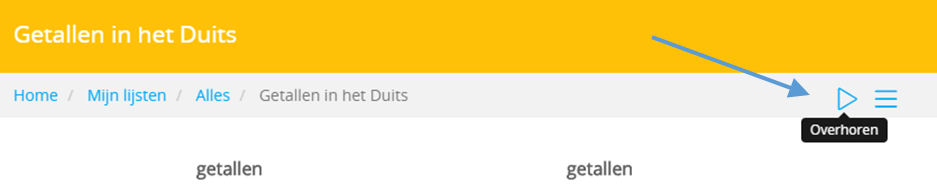 Getallen in het Duits
Home / Mijn lijsten / Alles / Getallen in het Duits
Overhoren
getallen getallen